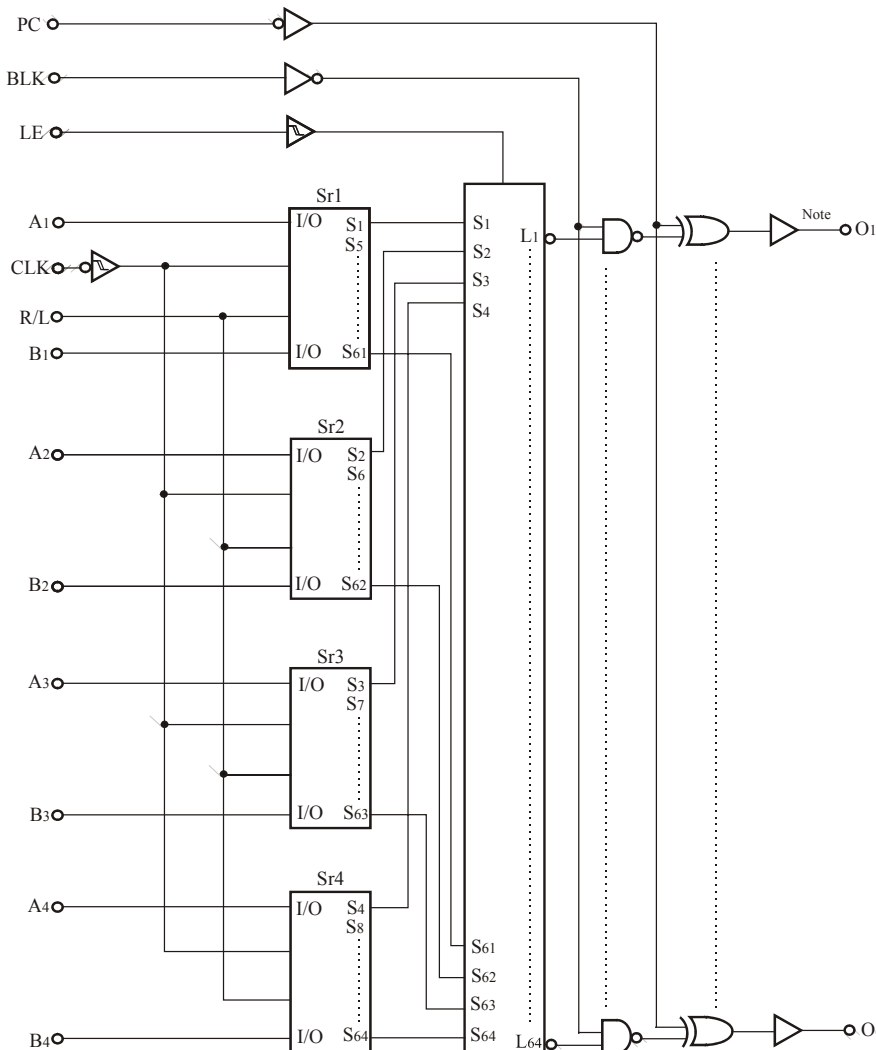 PC
BLK
LE
Sr1
A1 I/O S1 S1 L1 Note O1
S5 S2
CLK S3
R/L S4
B1 I/O S61
Sr2
A2 I/O S2
S6
B2 I/O S62
Sr3
A3 I/O S3
S7
B3 I/O S63
Sr4
A4 I/O S4
S8
S61
S62
S63
B4 I/O S64 S64 L64 O